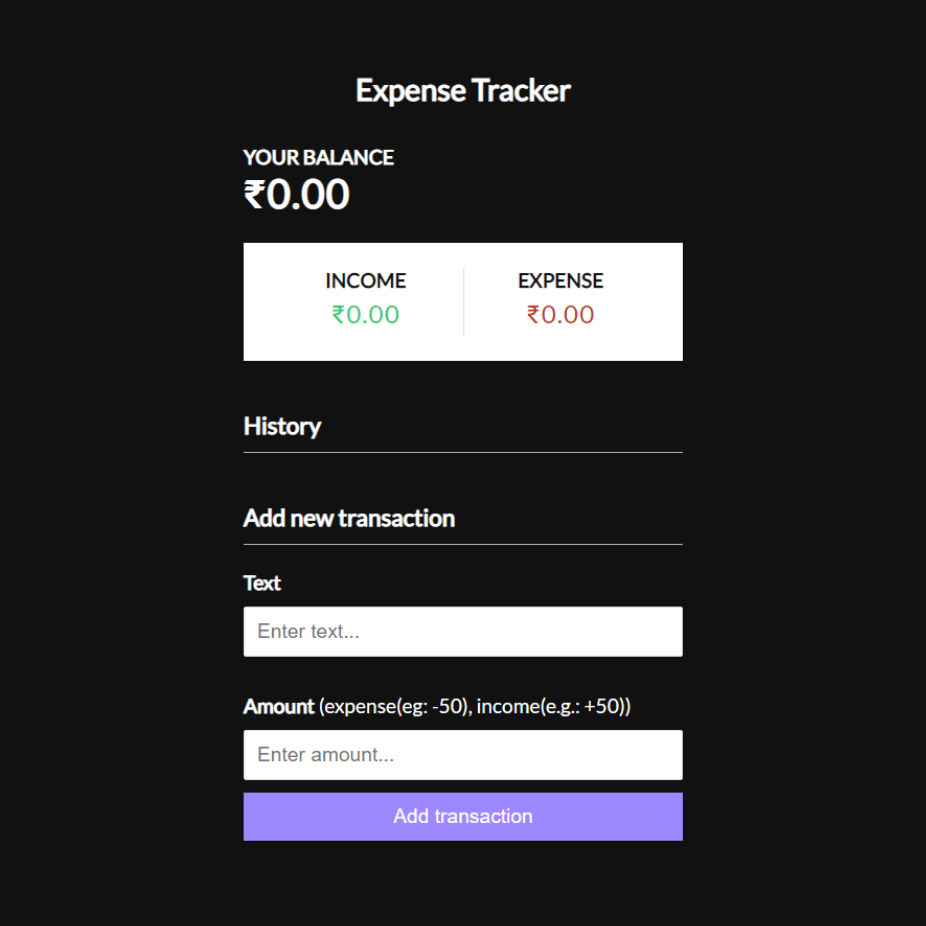 Expense Tracker
YOUR BALANCE
₹0.00
INCOME EXPENSE
₹0.00 ₹0.00
History
Add new transaction
Text
Enter text...
Amount (expense(eg: -50), income(e.g.: +50))
Enter amount...
Add transaction